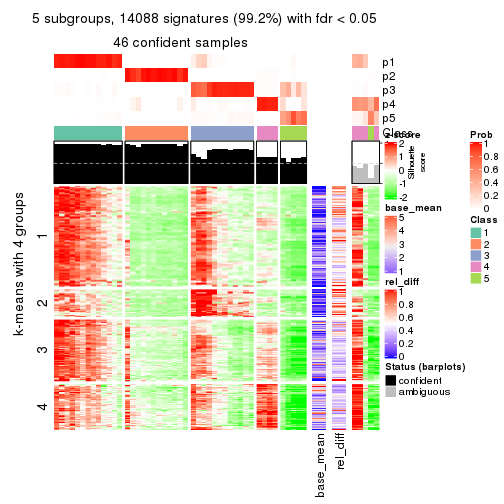 5 subgroups, 14088 signatures (99.2%) with fdr < 0.05
46 confident samples
p1
p2
p3
p4
p5
Class
z-score
2
1
0
-1
-2
Silhouette
score
base_mean
5
4
3
2
1
rel_diff
1
0.8
0.6
0.4
0.2
0
Status (barplots)
confident
ambiguous
Prob
1
0.8
0.6
0.4
0.2
0
Class
1
2
3
4
5
k-means with 4 groups
1
2
3
4
base_mean
rel_diff